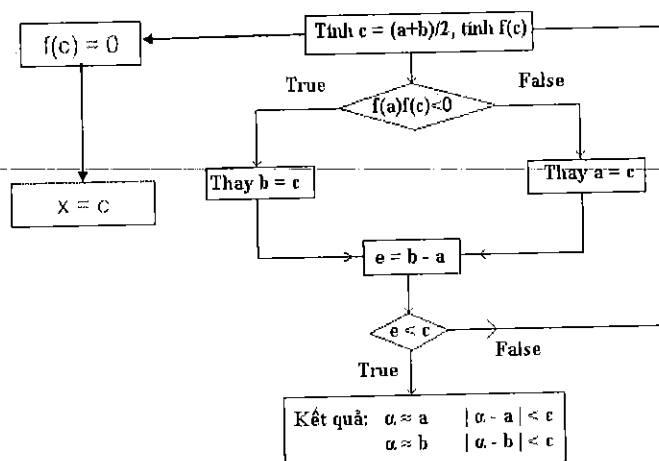 f(c) = 0
Tính c = (a+b)/2, tính f(c)
True
False
f(a)f(c)<0
Thay b = c
Thay a = c
x = c
e = b - a
e < c
False
True
Kết quả: α ≈ a | α - a | < c
α ≈ b | α - b | < c